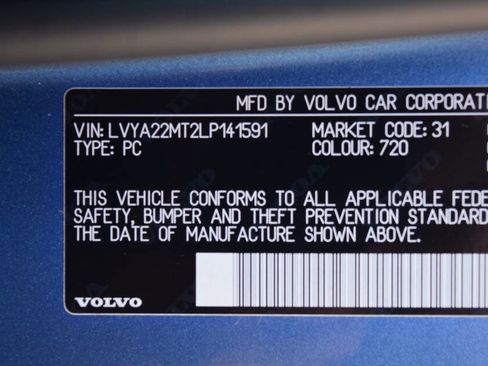 MFD BY VOLVO CAR CORPORATI
VIN: LVYA22MT2LP141591 MARKET CODE: 31
TYPE: PC COLOUR: 720
THIS VEHICLE CONFORMS TO ALL APPLICABLE FEDE
SAFETY, BUMPER AND THEFT PREVENTION STANDARD
THE DATE OF MANUFACTURE SHOWN ABOVE.
VOLVO